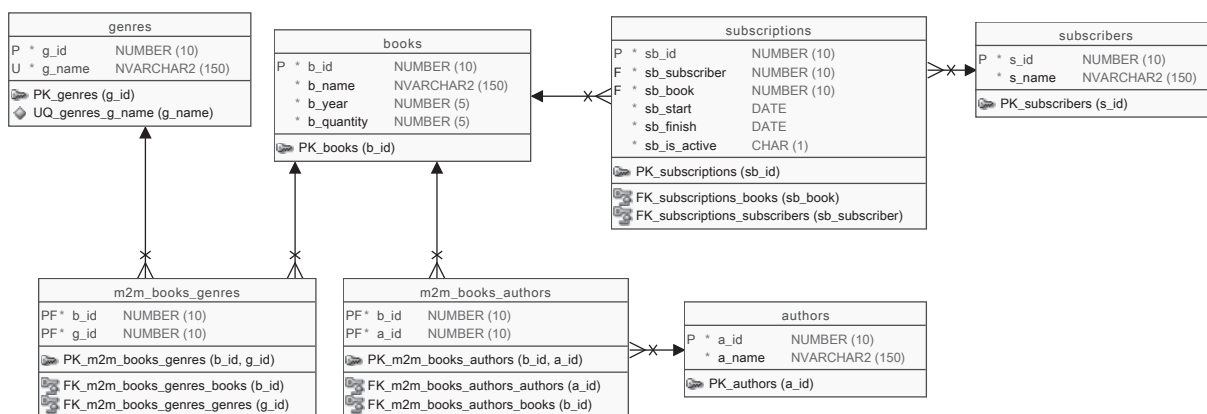 genres
P * g_id NUMBER (10)
U * g_name NVARCHAR2 (150)
PK_genres (g_id)
UQ_genres_g_name (g_name)
books
P * b_id NUMBER (10)
* b_name NVARCHAR2 (150)
* b_year NUMBER (5)
* b_quantity NUMBER (5)
PK_books (b_id)
subscriptions
P * sb_id NUMBER (10)
F * sb_subscriber NUMBER (10)
F * sb_book NUMBER (10)
* sb_start DATE
* sb_finish DATE
* sb_is_active CHAR (1)
PK_subscriptions (sb_id)
FK_subscriptions_books (sb_book)
FK_subscriptions_subscribers (sb_subscriber)
subscribers
P * s_id NUMBER (10)
* s_name NVARCHAR2 (150)
PK_subscribers (s_id)
m2m_books_genres
PF* b_id NUMBER (10)
PF* g_id NUMBER (10)
PK_m2m_books_genres (b_id, g_id)
FK_m2m_books_genres_books (b_id)
FK_m2m_books_genres_genres (g_id)
m2m_books_authors
PF* b_id NUMBER (10)
PF* a_id NUMBER (10)
PK_m2m_books_authors (b_id, a_id)
FK_m2m_books_authors_authors (a_id)
FK_m2m_books_authors_books (b_id)
authors
P * a_id NUMBER (10)
* a_name NVARCHAR2 (150)
PK_authors (a_id)